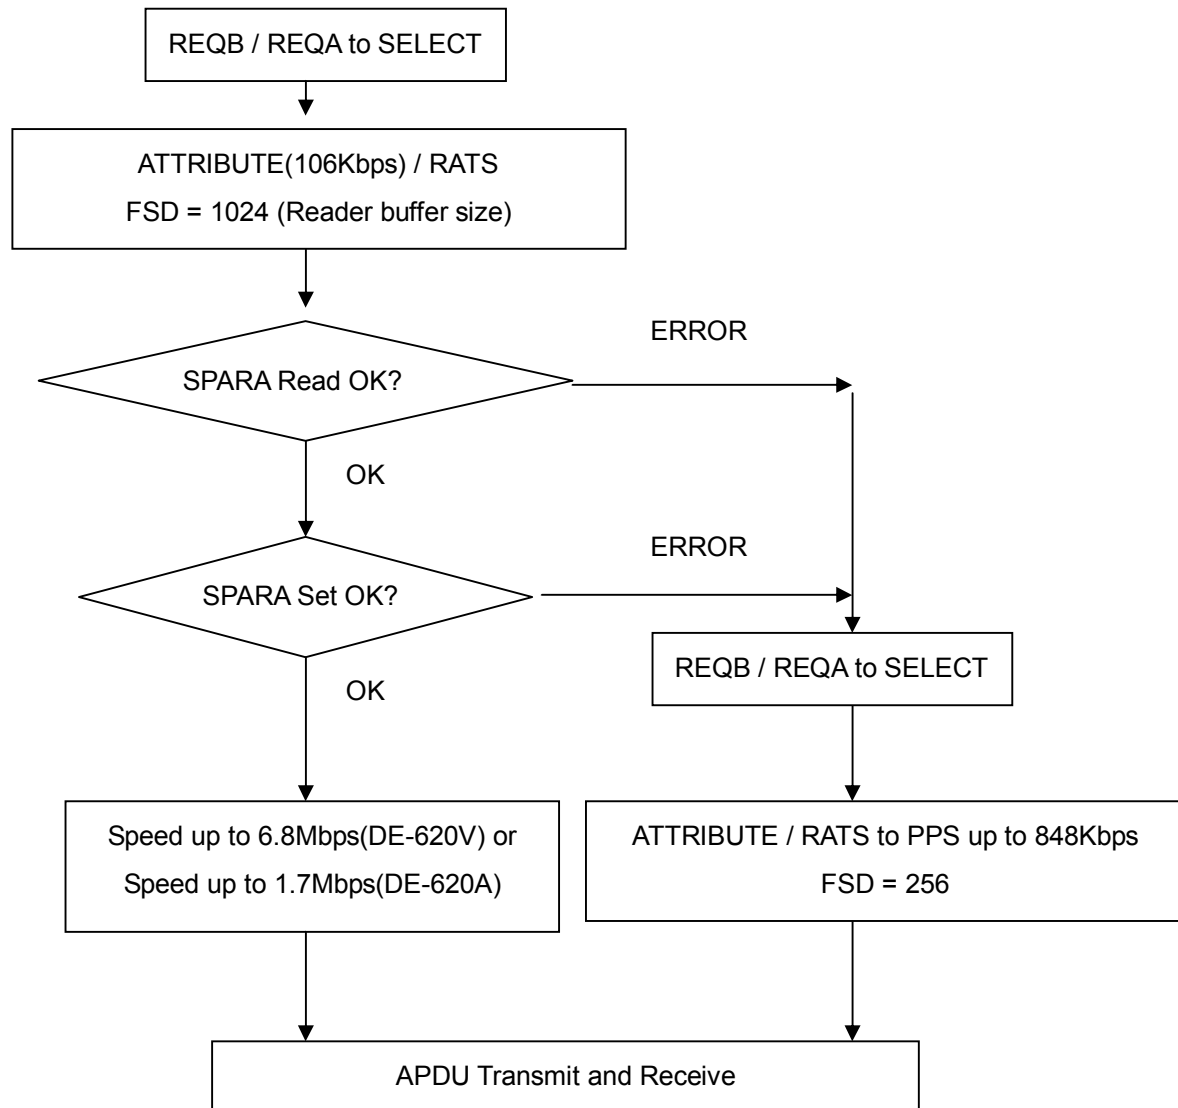 REQB / REQA to SELECT
ATTRIBUTE(106Kbps) / RATS
FSD = 1024 (Reader buffer size)
ERROR
SPARA Read OK?
OK
ERROR
SPARA Set OK?
REQB / REQA to SELECT
OK
Speed up to 6.8Mbps(DE-620V) or
Speed up to 1.7Mbps(DE-620A)
ATTRIBUTE / RATS to PPS up to 848Kbps
FSD = 256
APDU Transmit and Receive